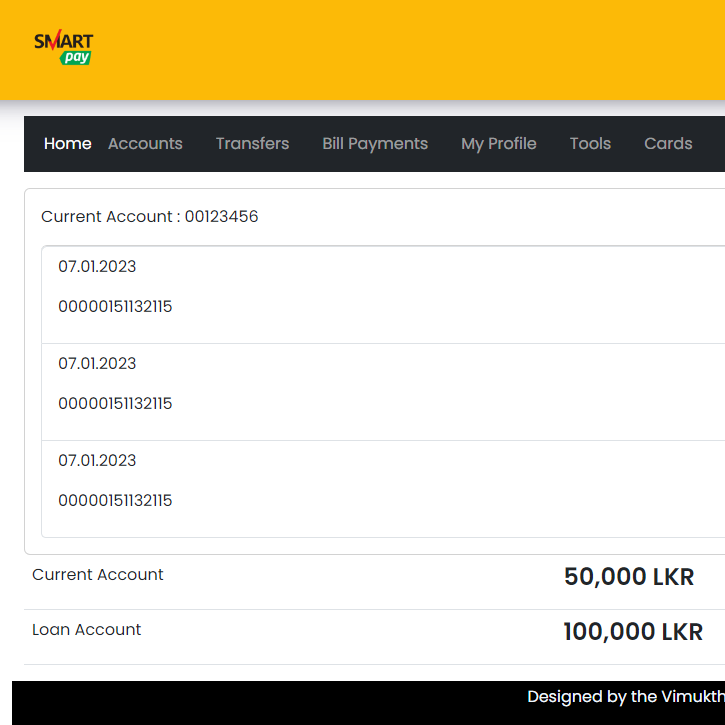 SMART
pay
Home Accounts Transfers Bill Payments My Profile Tools Cards
Current Account : 00123456
07.01.2023
00000151132115
07.01.2023
00000151132115
07.01.2023
00000151132115
Current Account 50,000 LKR
Loan Account 100,000 LKR
Designed by the Vimukth